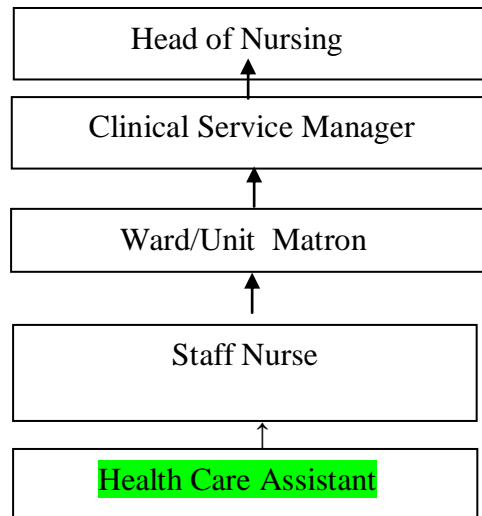 Head of Nursing
Clinical Service Manager
Ward/Unit Matron
Staff Nurse
Health Care Assistant